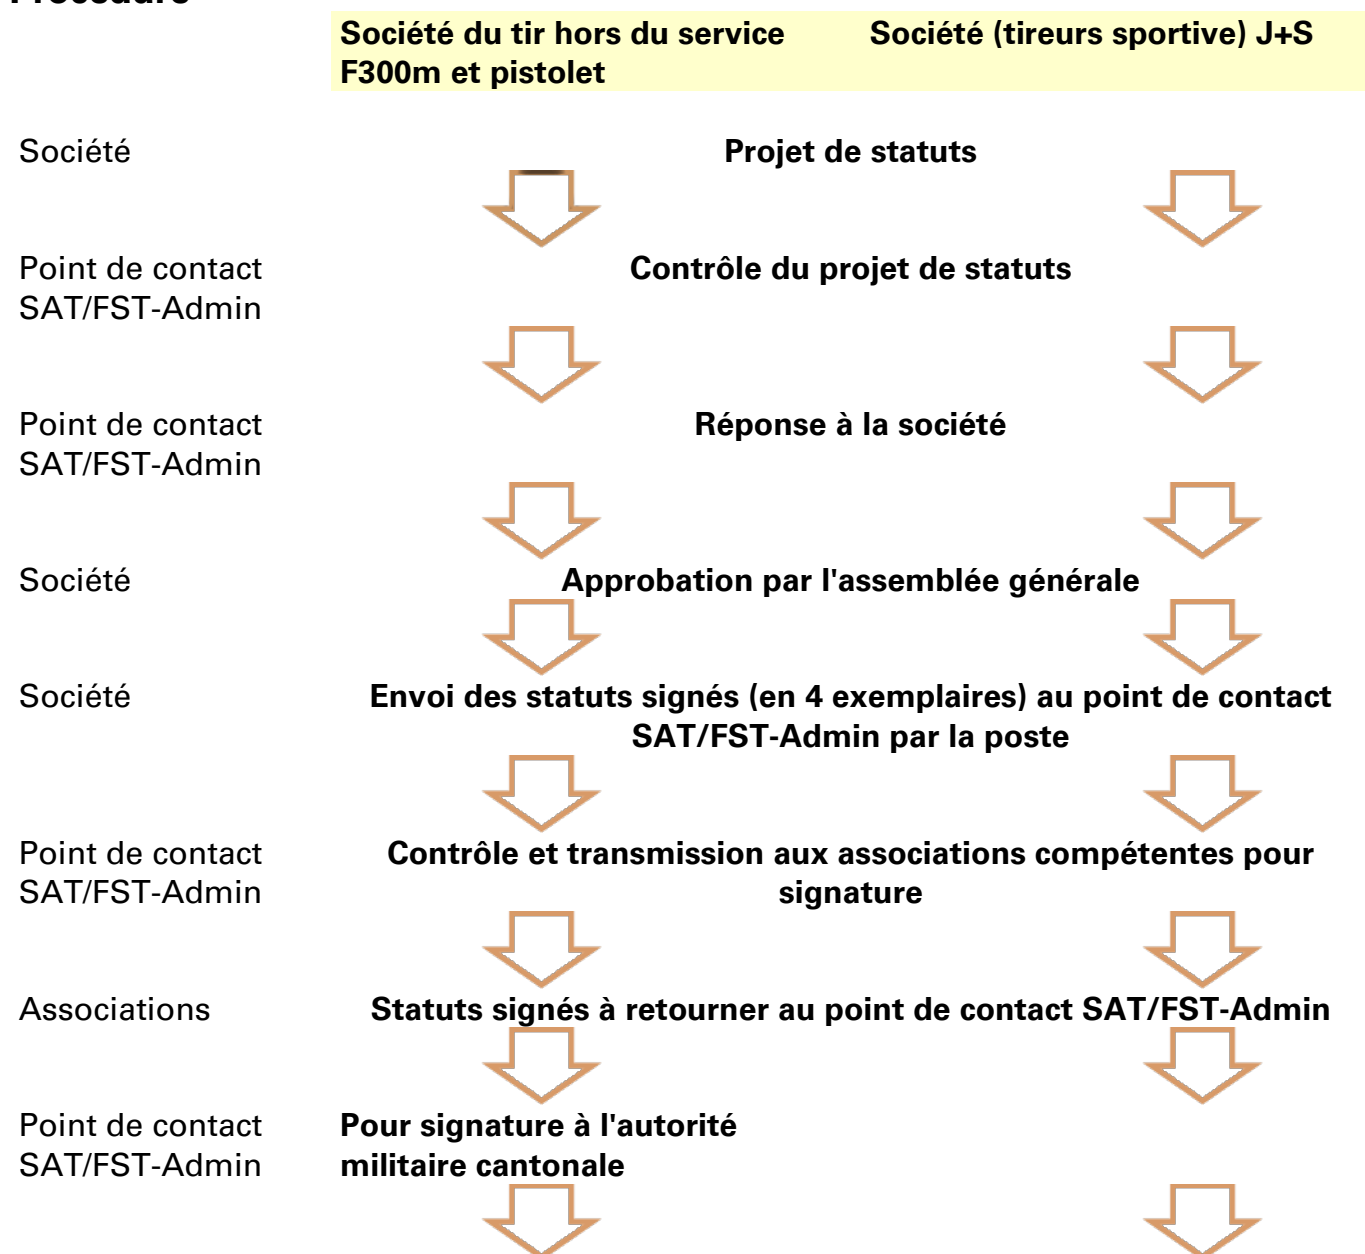 Société du tir hors du service Société (tireurs sportive) J+S
F300m et pistolet
Société Projet de statuts
Point de contact Contrôle du projet de statuts
SAT/FST-Admin
Point de contact Réponse à la société
SAT/FST-Admin
Société Approbation par l'assemblée générale
Société Envoi des statuts signés (en 4 exemplaires) au point de contact
SAT/FST-Admin par la poste
Point de contact Contrôle et transmission aux associations compétentes pour
SAT/FST-Admin signature
Associations Statuts signés à retourner au point de contact SAT/FST-Admin
Point de contact Pour signature à l'autorité
SAT/FST-Admin militaire cantonale